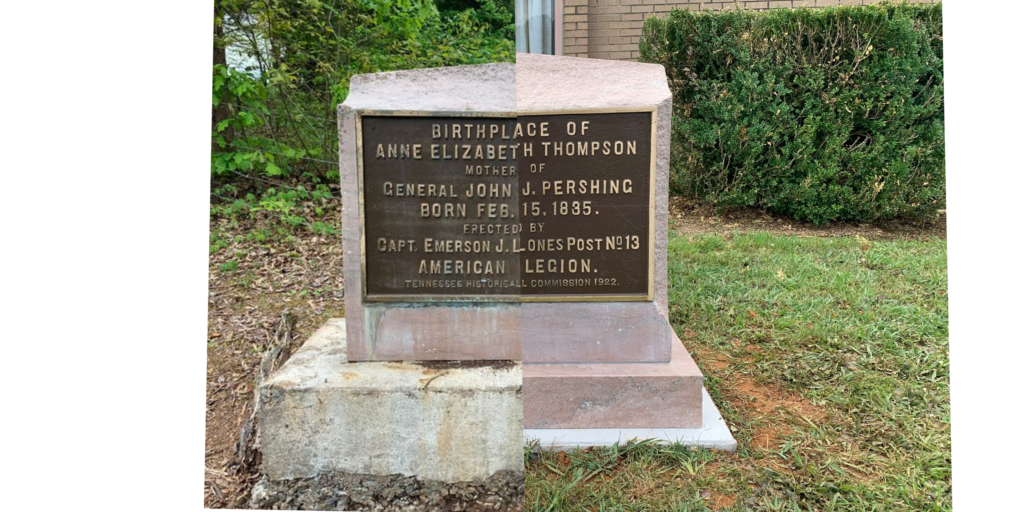 BIRTHPLACE OF
ANNE ELIZABETH THOMPSON
MOTHER OF
GENERAL JOHN J. PERSHING
BORN FEB. 15, 1835.
ERECTED BY
CAPT. EMERSON J. LONES POST Nº 13
AMERICAN LEGION.
TENNESSEE HISTORICAL COMMISSION 1922.